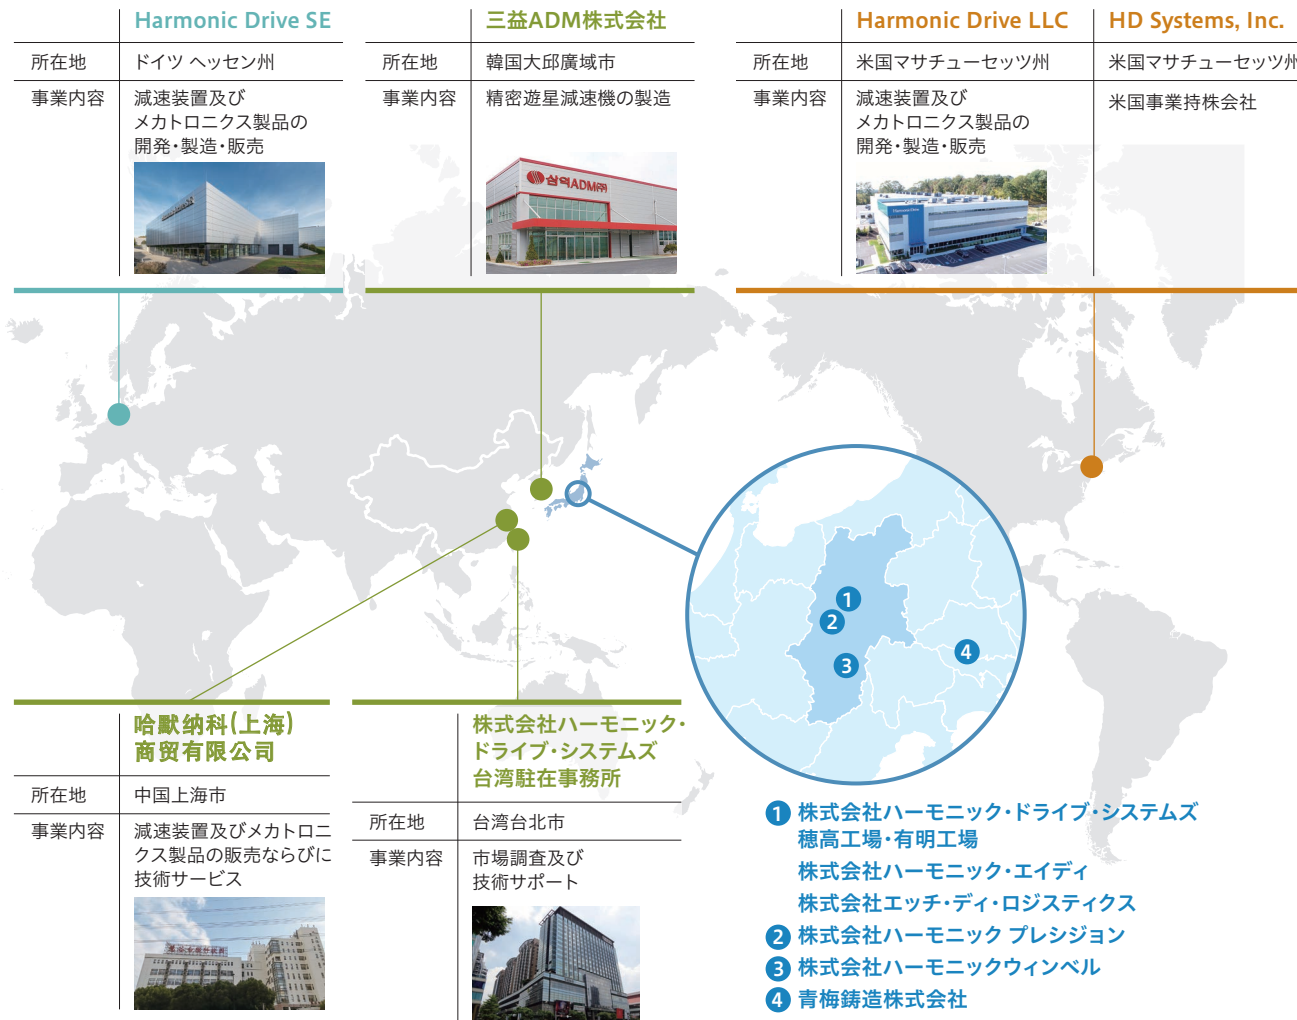 Harmonic Drive SE
所在地
ドイツ ヘッセン州
事業内容
減速装置及び
メカトロニクス製品の
開発・製造・販売
三益ADM株式会社
所在地
韓国大邱廣域市
事業内容
精密遊星減速機の製造
삼익ADM㈜
Harmonic Drive LLC
HD Systems, Inc.
所在地
米国マサチューセッツ州
米国マサチューセッツ州
事業内容
減速装置及び
メカトロニクス製品の
開発・製造・販売
米国事業持株会社
HarmonicDrive
哈默纳科(上海)
商贸有限公司
所在地
中国上海市
事業内容
減速装置及びメカトロニ
クス製品の販売ならびに
技術サービス
株式会社ハーモニック・
ドライブ・システムズ
台湾駐在事務所
所在地
台湾台北市
事業内容
市場調査及び
技術サポート
1
2
3
4
1 株式会社ハーモニック・ドライブ・システムズ
穂高工場・有明工場
株式会社ハーモニック・エイディ
株式会社エッチ・ディ・ロジスティクス
2 株式会社ハーモニック プレシジョン
3 株式会社ハーモニックウィンベル
4 青梅鋳造株式会社